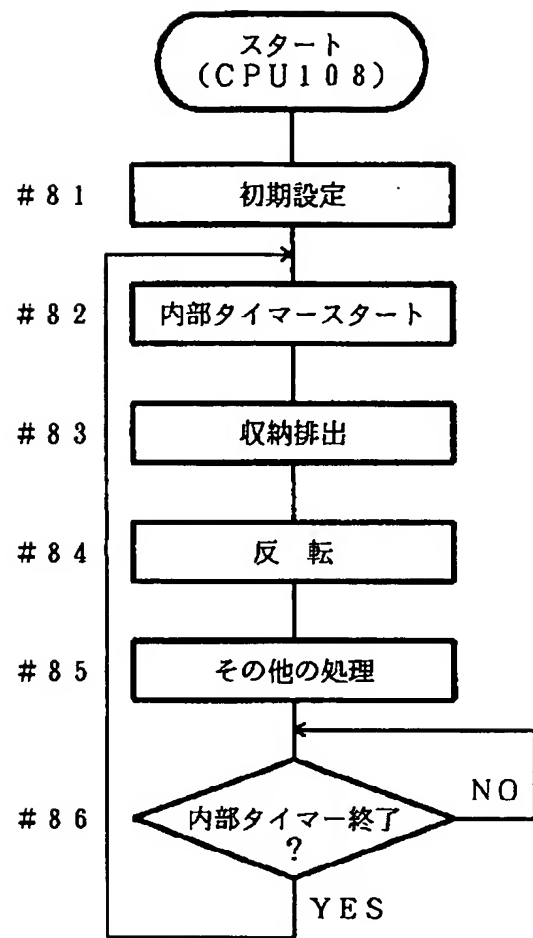 スタート
(CPU108)
#81 初期設定
#82 内部タイマースタート
#83 収納排出
#84 反 転
#85 その他の処理
#86 内部タイマー終了
?
NO
YES